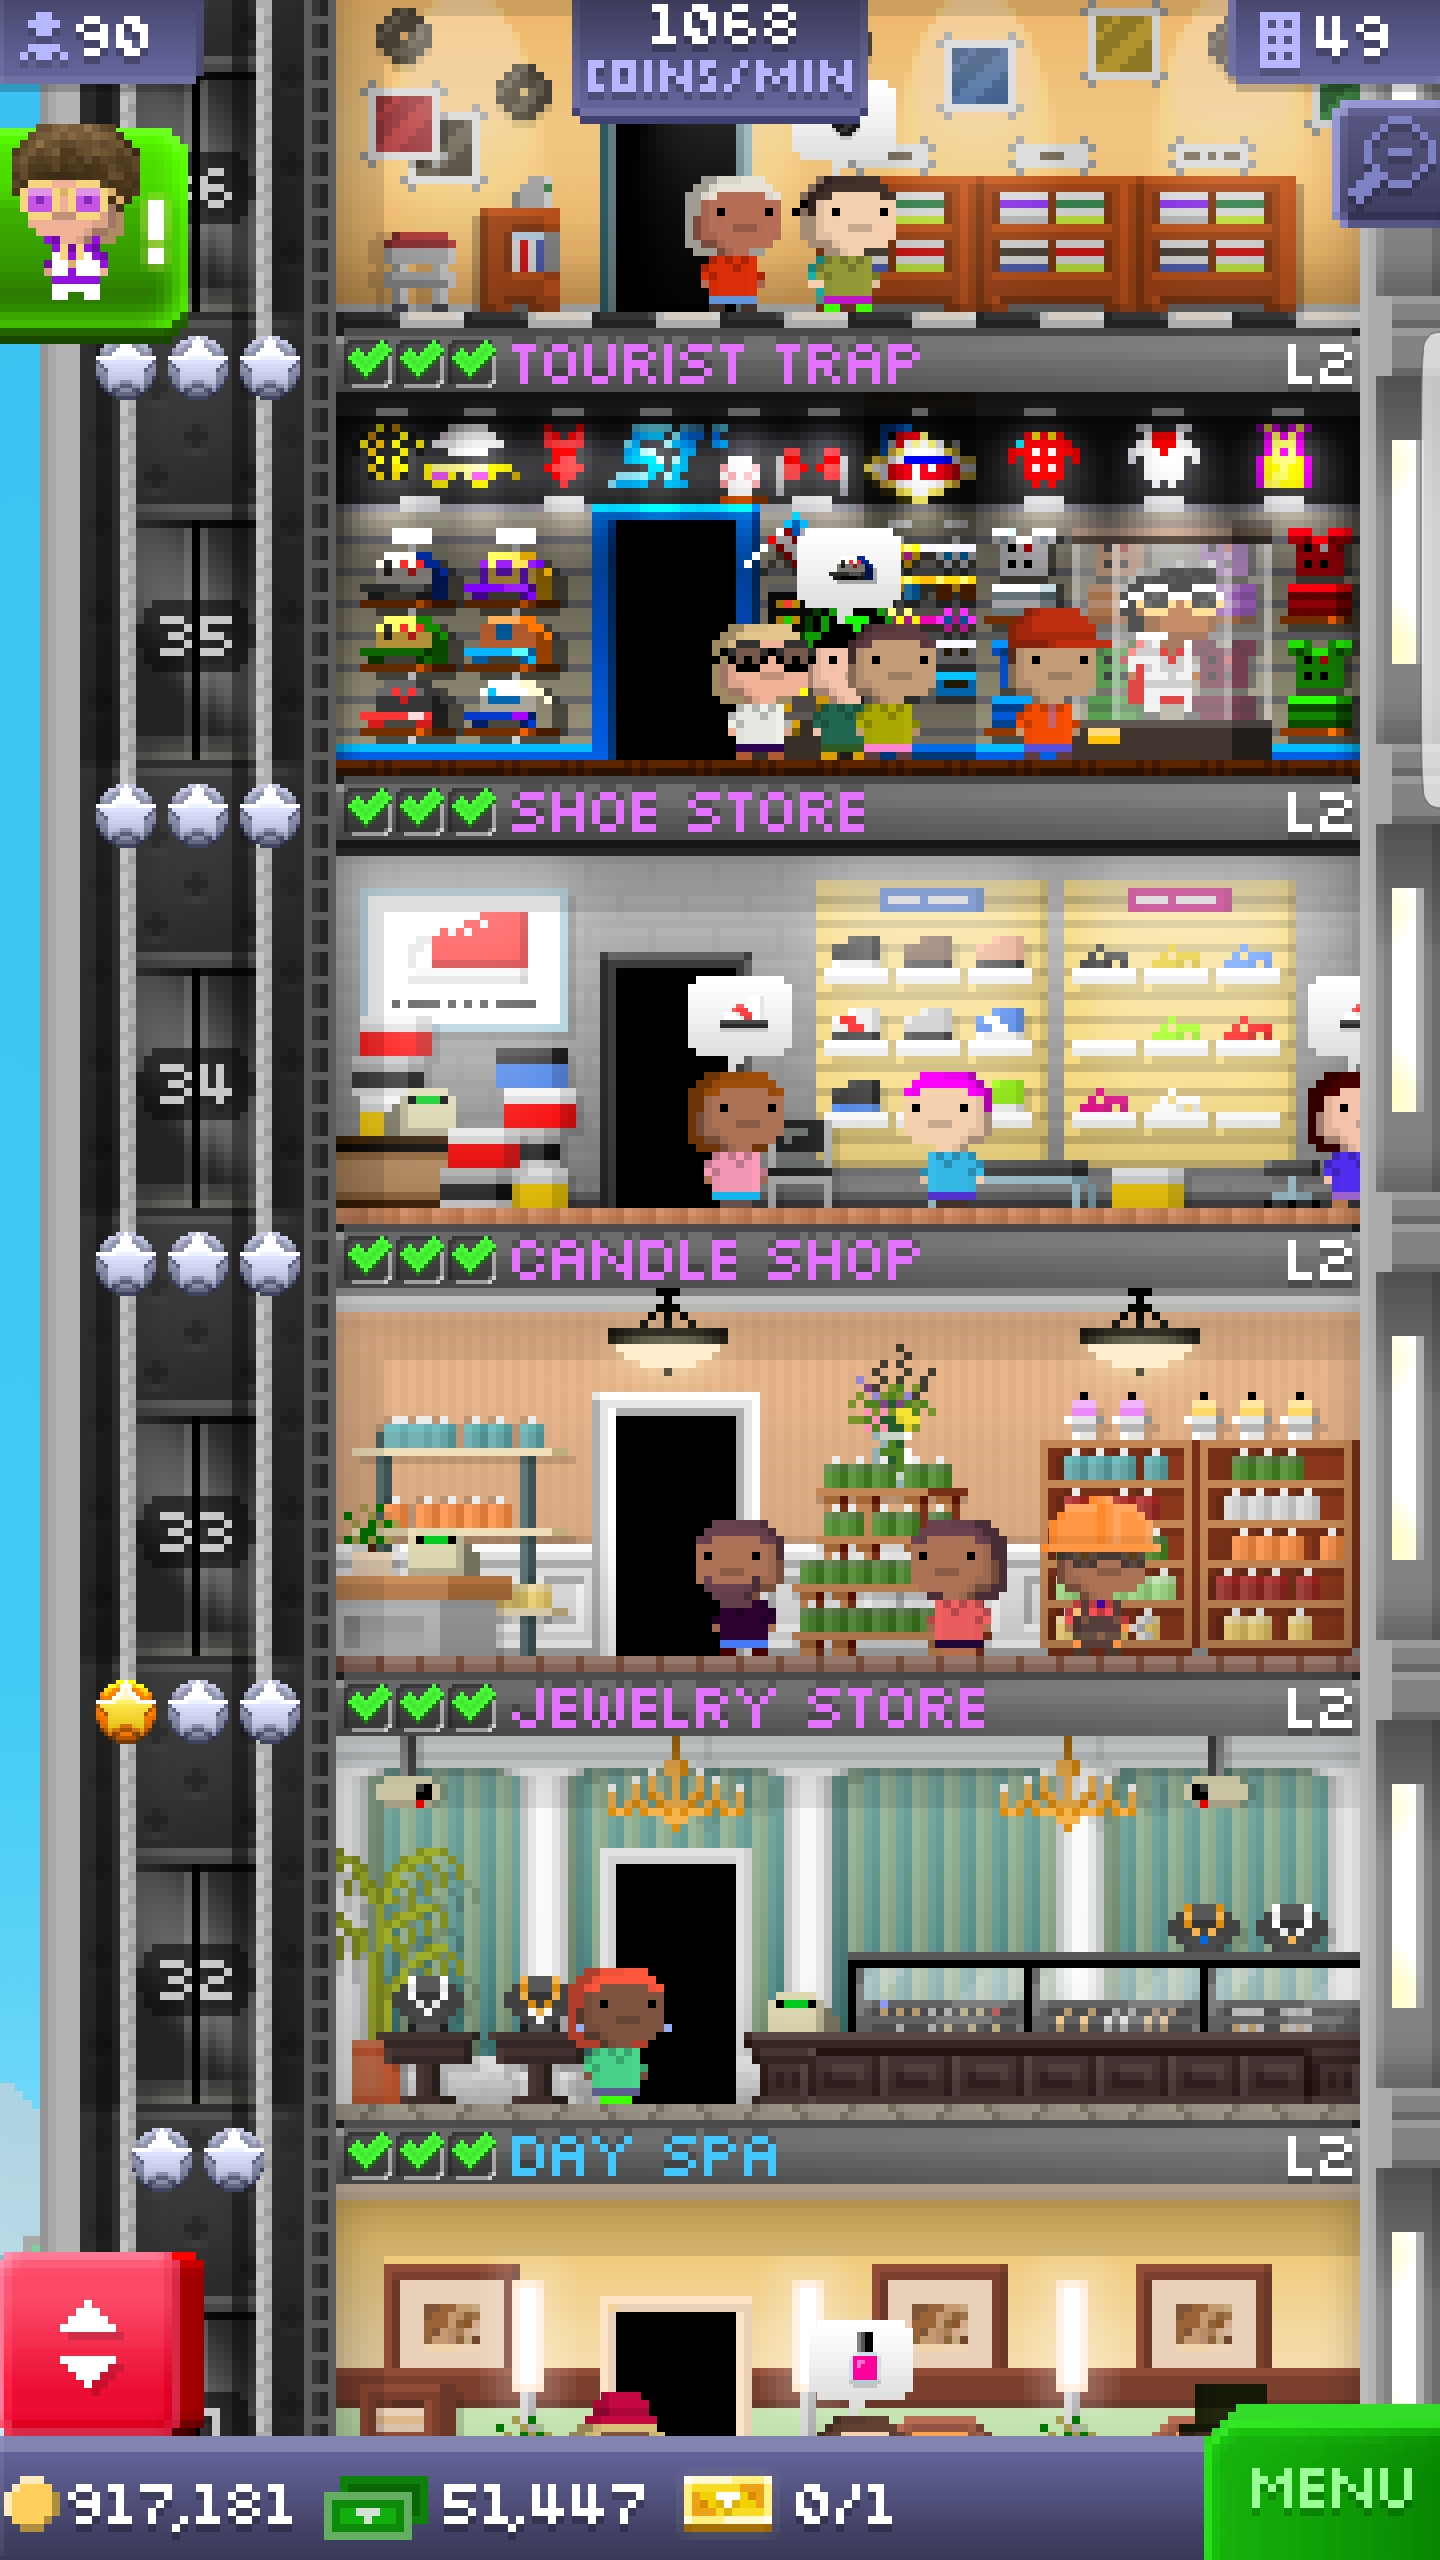 90
1068
COINS/MIN
49
!
6
TOURIST TRAP L2
35
SHOE STORE L2
34
CANDLE SHOP L2
33
JEWELRY STORE L2
32
DAY SPA L2
917,181 51,447 0/1 MENU